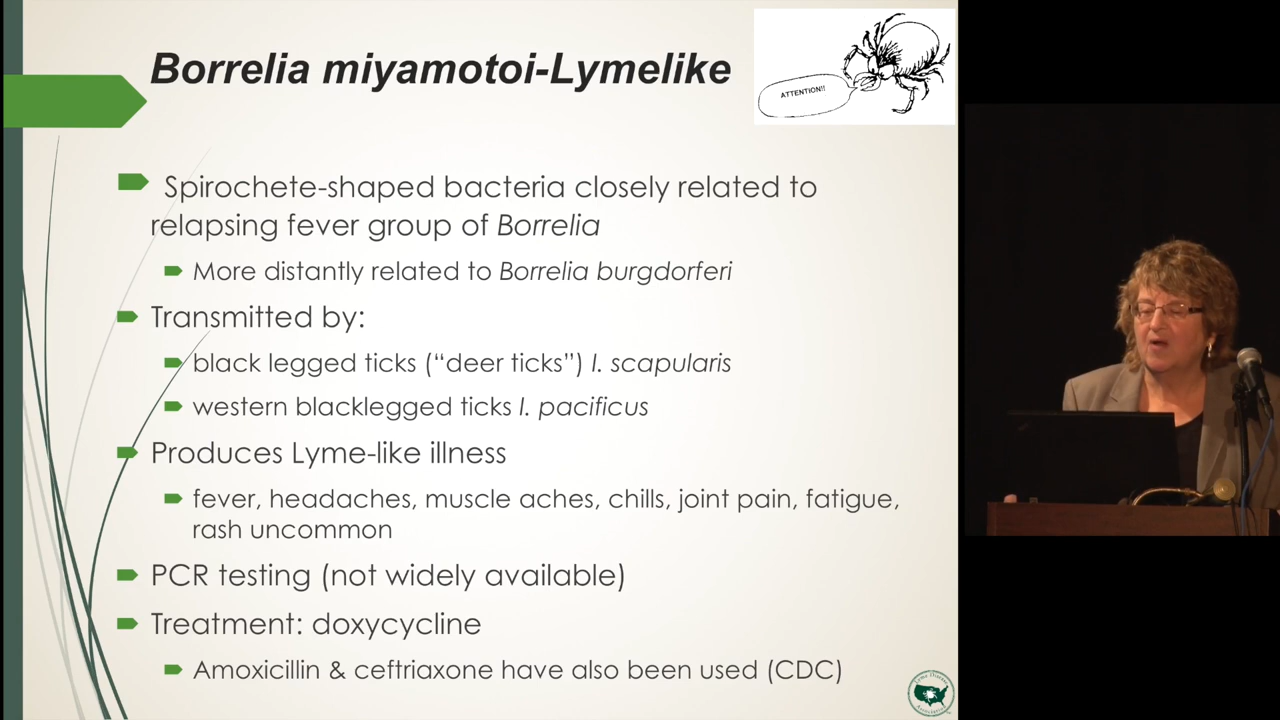 Borrelia miyamotoi-Lymelike
ATTENTION!!
Spirochete-shaped bacteria closely related to
relapsing fever group of Borrelia
More distantly related to Borrelia burgdorferi
Transmitted by:
black legged ticks (“deer ticks”) I. scapularis
western blacklegged ticks I. pacificus
Produces Lyme-like illness
fever, headaches, muscle aches, chills, joint pain, fatigue,
rash uncommon
PCR testing (not widely available)
Treatment: doxycycline
Amoxicillin & ceftriaxone have also been used (CDC)
Lyme Disease
Association